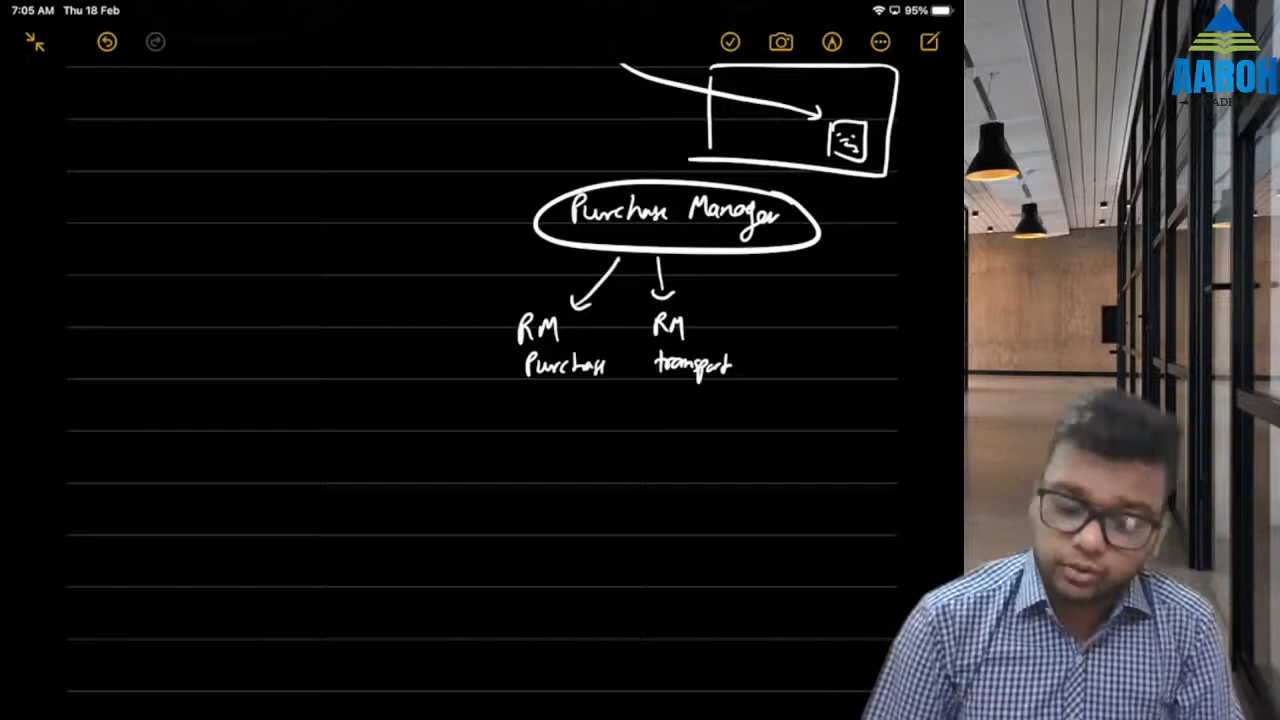 7:05 AM Thu 18 Feb
95%
AAROH
Purchase Manager
RM RM
Purchase transport